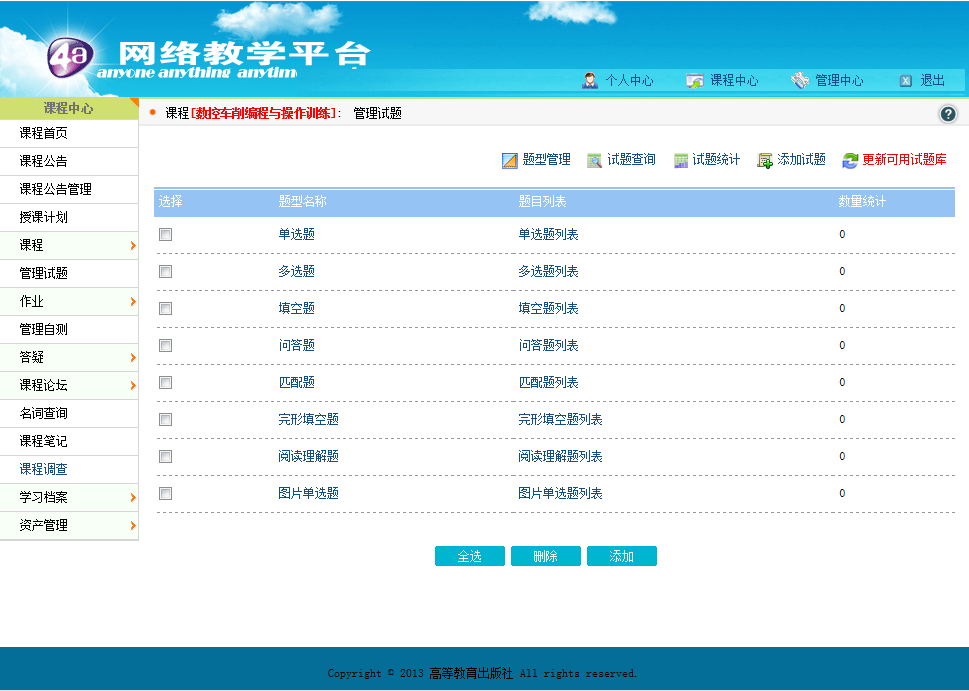 4a 网络教学平台
anyone anything anytim
个人中心 课程中心 管理中心 退出
课程中心
课程[数控车削编程与操作训练]： 管理试题
课程首页
课程公告
课程公告管理
授课计划
课程
管理试题
作业
管理自测
答疑
课程论坛
名词查询
课程笔记
课程调查
学习档案
资产管理
题型管理 试题查询 试题统计 添加试题 更新可用试题库
选择 题型名称 题目列表 数量统计
单选题 单选题列表 0
多选题 多选题列表 0
填空题 填空题列表 0
问答题 问答题列表 0
匹配题 匹配题列表 0
完形填空题 完形填空题列表 0
阅读理解题 阅读理解题列表 0
图片单选题 图片单选题列表 0
全选 删除 添加
Copyright © 2013 高等教育出版社 All rights reserved.